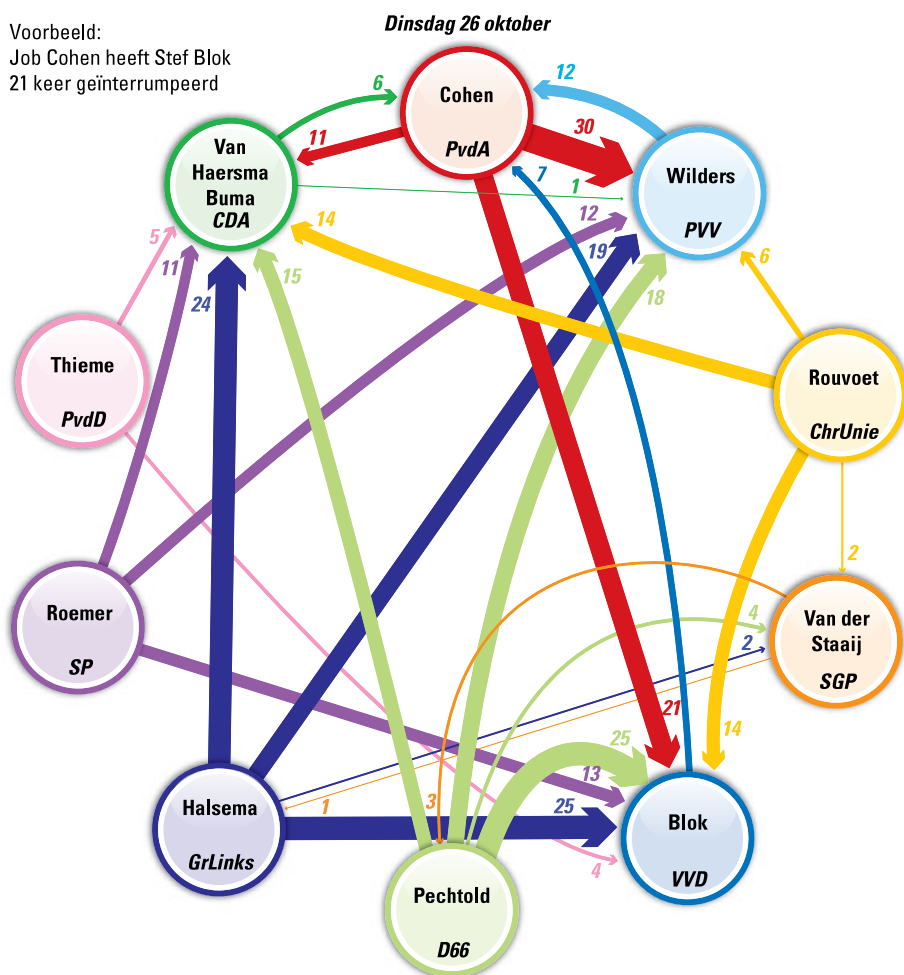 Dinsdag 26 oktober
Voorbeeld:
Job Cohen heeft Stef Blok
21 keer geïnterrumpeerd
Cohen
PvdA
12
6
30
11
Van
Haersma
Buma
CDA
Wilders
PVV
7
1
14
12
5
11
19
6
15
18
24
Thieme
PvdD
Rouvoet
ChrUnie
2
Roemer
SP
4
Van der
Staaij
SGP
2
21
14
25
13
3
1
25
Halsema
GrLinks
Blok
VVD
4
Pechtold
D66